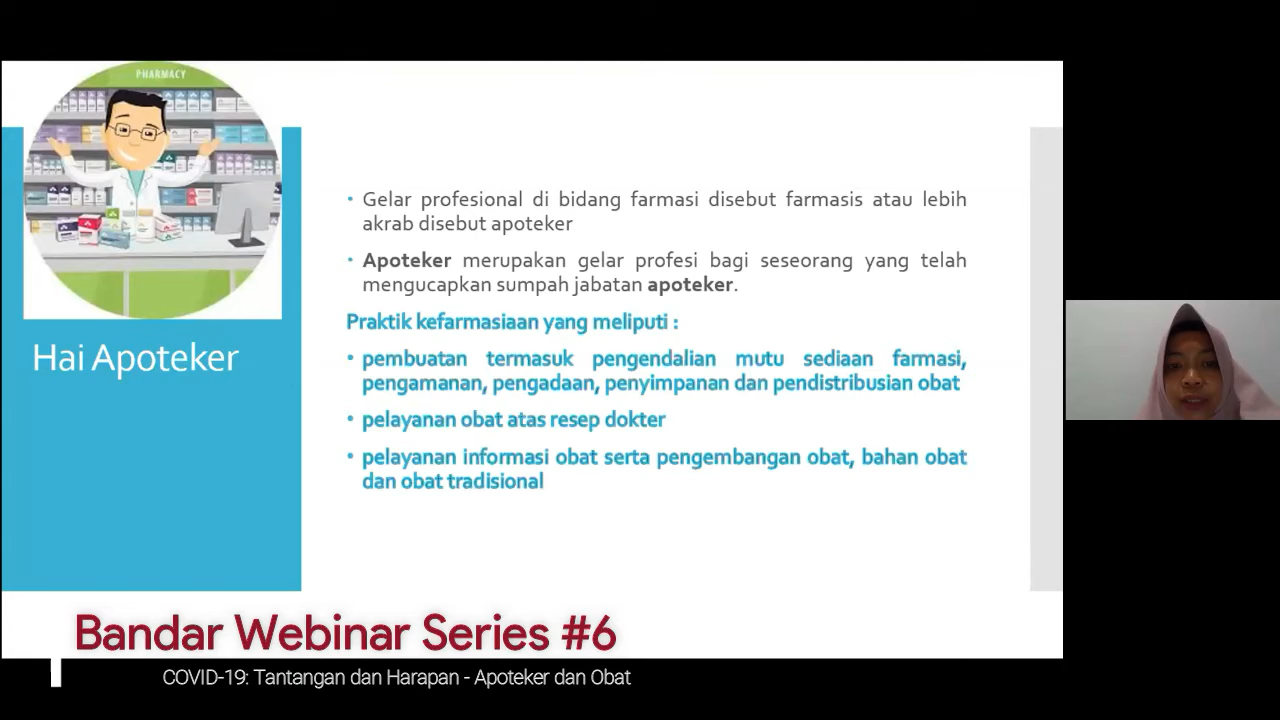 PHARMACY
Hai Apoteker
• Gelar profesional di bidang farmasi disebut farmasis atau lebih
akrab disebut apoteker
• Apoteker merupakan gelar profesi bagi seseorang yang telah
mengucapkan sumpah jabatan apoteker.
Praktik kefarmasiaan yang meliputi :
• pembuatan termasuk pengendalian mutu sediaan farmasi,
pengamanan, pengadaan, penyimpanan dan pendistribusian obat
• pelayanan obat atas resep dokter
• pelayanan informasi obat serta pengembangan obat, bahan obat
dan obat tradisional
Bandar Webinar Series #6
COVID-19: Tantangan dan Harapan - Apoteker dan Obat